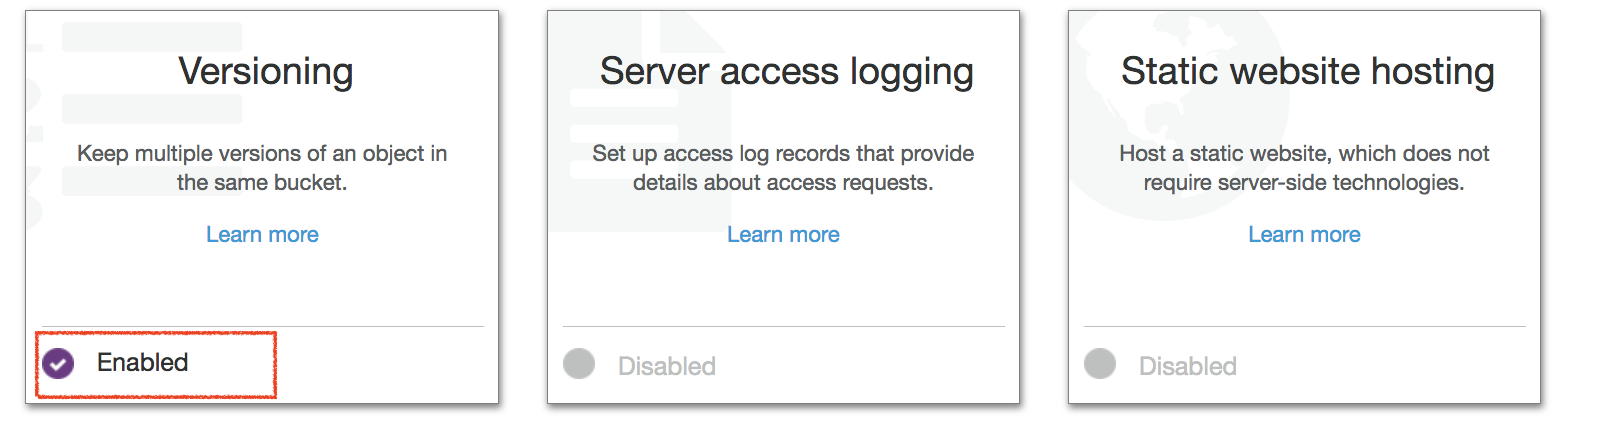 Versioning
Keep multiple versions of an object in
the same bucket.
Learn more
Enabled
Server access logging
Set up access log records that provide
details about access requests.
Learn more
Disabled
Static website hosting
Host a static website, which does not
require server-side technologies.
Learn more
Disabled